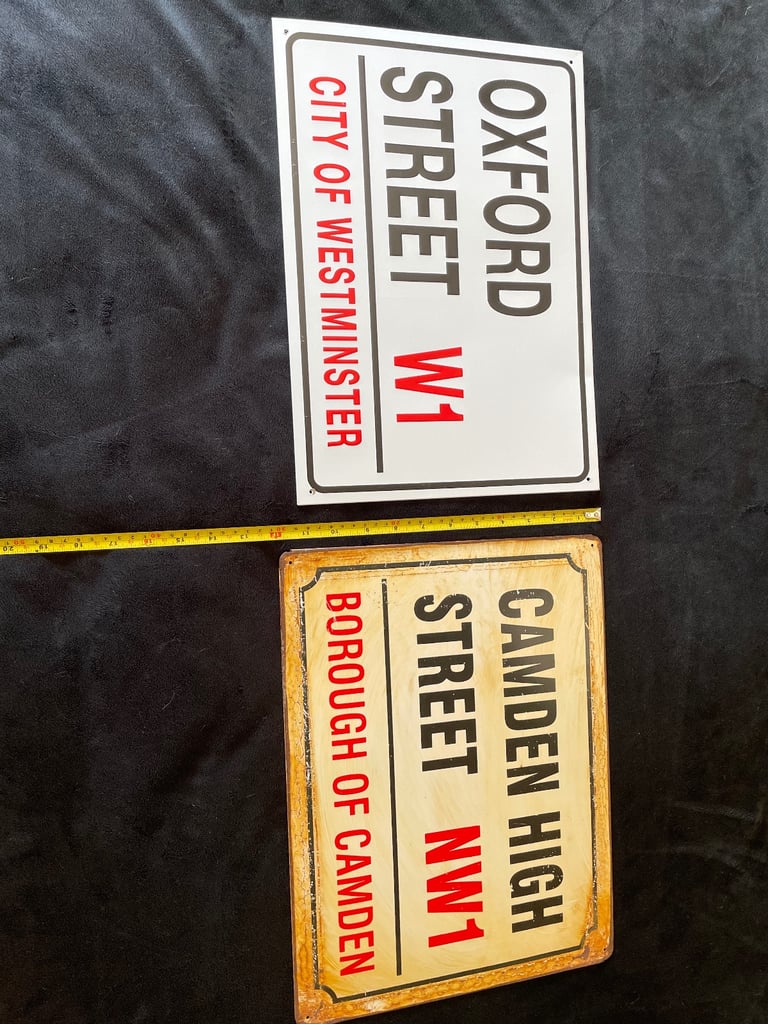 OXFORD
STREET W1
CITY OF WESTMINSTER
CAMDEN HIGH
STREET NW1
BOROUGH OF CAMDEN